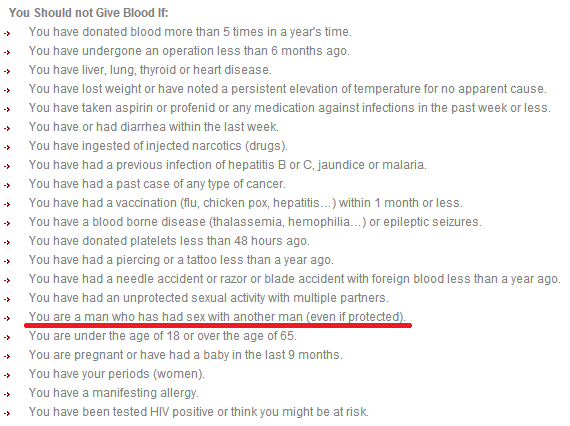 You Should not Give Blood If:
You have donated blood more than 5 times in a year's time.
You have undergone an operation less than 6 months ago.
You have liver, lung, thyroid or heart disease.
You have lost weight or have noted a persistent elevation of temperature for no apparent cause.
You have taken aspirin or profenid or any medication against infections in the past week or less.
You have or had diarrhea within the last week.
You have ingested of injected narcotics (drugs).
You have had a previous infection of hepatitis B or C, jaundice or malaria.
You have had a past case of any type of cancer.
You have had a vaccination (flu, chicken pox, hepatitis…) within 1 month or less.
You have a blood borne disease (thalassemia, hemophilia…) or epileptic seizures.
You have donated platelets less than 48 hours ago.
You have had a piercing or a tattoo less than a year ago.
You have had a needle accident or razor or blade accident with foreign blood less than a year ago.
You have had an unprotected sexual activity with multiple partners.
You are a man who has had sex with another man (even if protected).
You are under the age of 18 or over the age of 65.
You are pregnant or have had a baby in the last 9 months.
You have your periods (women).
You have a manifesting allergy.
You have been tested HIV positive or think you might be at risk.